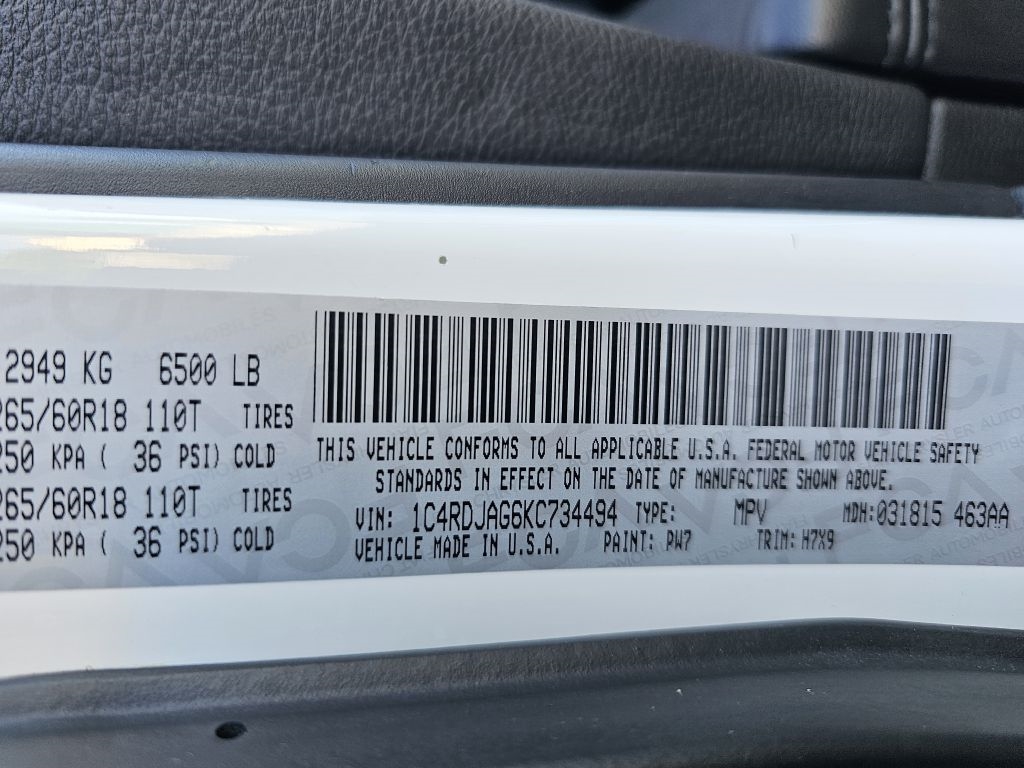 2949 KG 6500 LB
265/60R18 110T TIRES
250 KPA ( 36 PSI) COLD
265/60R18 110T TIRES
250 KPA ( 36 PSI) COLD
THIS VEHICLE CONFORMS TO ALL APPLICABLE U.S.A. FEDERAL MOTOR VEHICLE SAFETY
STANDARDS IN EFFECT ON THE DATE OF MANUFACTURE SHOWN ABOVE.
VIN: 1C4RDJAG6KC734494 TYPE: MPV MDH:031815 463AA
VEHICLE MADE IN U.S.A. PAINT: PW7 TRIM: H7X9